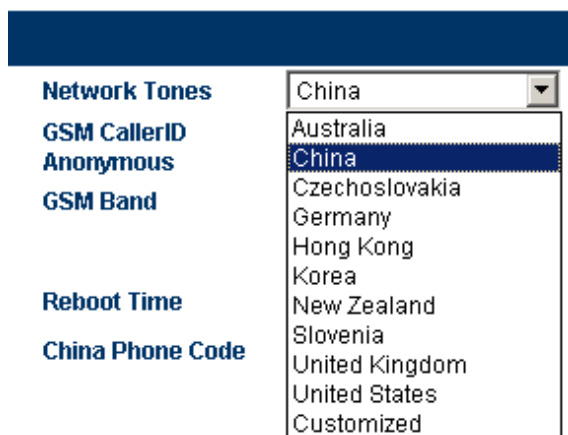 Network Tones China
GSM CallerID Australia
Anonymous China
GSM Band Czechoslovakia
Germany
Hong Kong
Korea
Reboot Time New Zealand
Slovenia
China Phone Code United Kingdom
United States
Customized